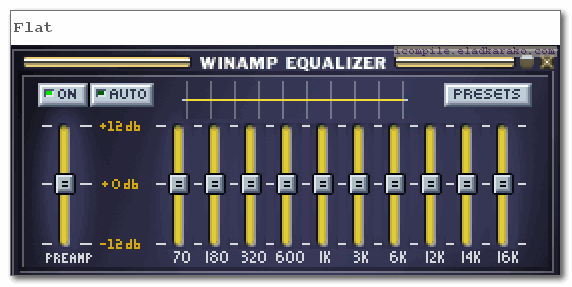 Flat
icompile.eladkarako.com
WINAMP EQUALIZER
ON AUTO PRESETS
+12db
+0db
-12db
PREAMP 70 180 320 600 1K 3K 6K 12K 14K 16K